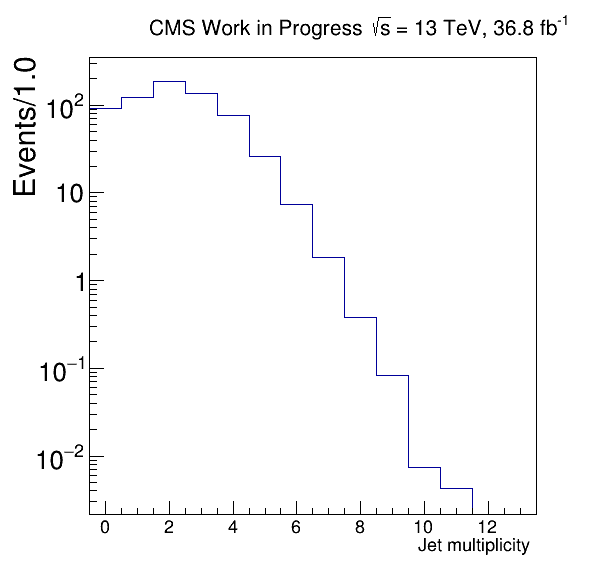 CMS Work in Progress √s = 13 TeV, 36.8 fb⁻¹
Events/1.0
10²
10
1
10⁻¹
10⁻²
0 2 4 6 8 10 12
Jet multiplicity